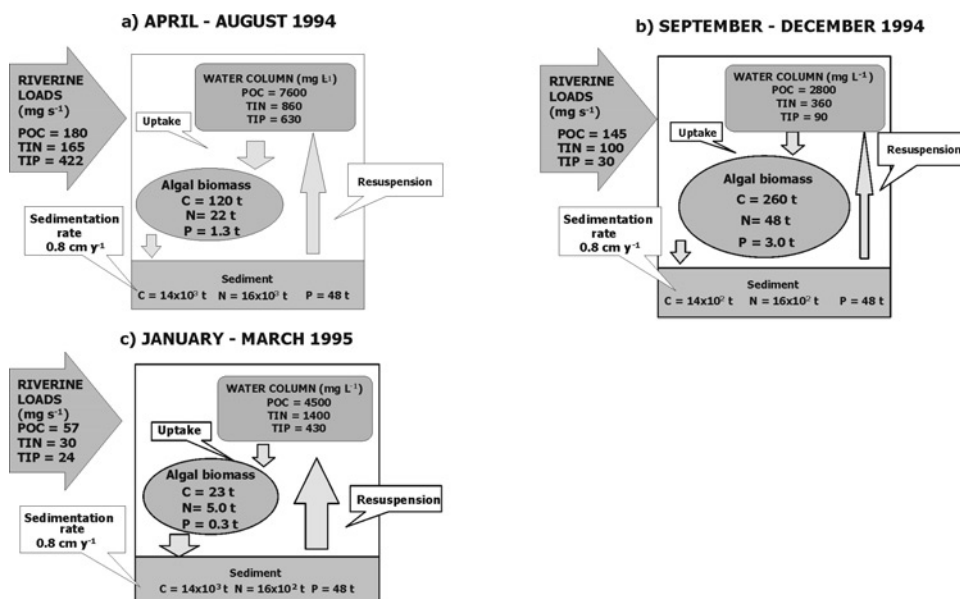 a) APRIL - AUGUST 1994
RIVERINE
LOADS
(mg s⁻¹)
POC = 180
TIN = 165
TIP = 422
WATER COLUMN (mg L¹)
POC = 7600
TIN = 860
TIP = 630
Uptake
Algal biomass
C = 120 t
N= 22 t
P = 1.3 t
Resuspension
Sedimentation
rate
0.8 cm y⁻¹
Sediment
C = 14x10³ t N = 16x10³ t P = 48 t
b) SEPTEMBER - DECEMBER 1994
RIVERINE
LOADS
(mg s⁻¹)
POC = 145
TIN = 100
TIP = 30
WATER COLUMN (mg L⁻¹)
POC = 2800
TIN = 360
TIP = 90
Uptake
Algal biomass
C = 260 t
N= 48 t
P = 3.0 t
Resuspension
Sedimentation
rate
0.8 cm y⁻¹
Sediment
C = 14x10² t N = 16x10² t P = 48 t
c) JANUARY - MARCH 1995
RIVERINE
LOADS
(mg s⁻¹)
POC = 57
TIN = 30
TIP = 24
WATER COLUMN (mg L⁻¹)
POC = 4500
TIN = 1400
TIP = 430
Uptake
Algal biomass
C = 23 t
N= 5.0 t
P = 0.3 t
Resuspension
Sedimentation
rate
0.8 cm y⁻¹
Sediment
C = 14x10³ t N = 16x10² t P = 48 t